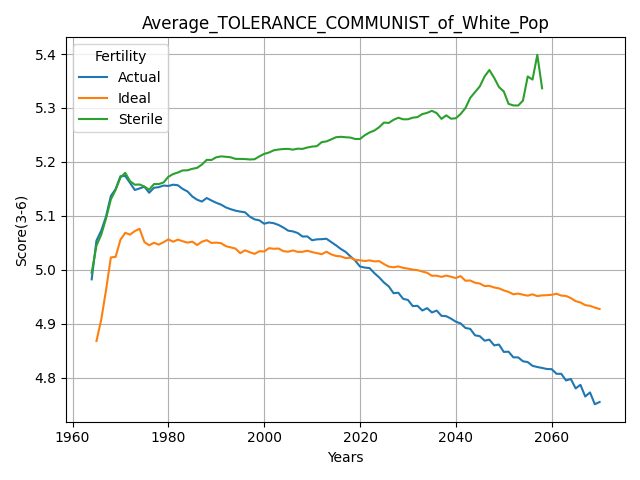 Average_TOLERANCE_COMMUNIST_of_White_Pop
Fertility
Actual
Ideal
Sterile
Score(3-6)
5.4
5.3
5.2
5.1
5.0
4.9
4.8
1960 1980 2000 2020 2040 2060
Years